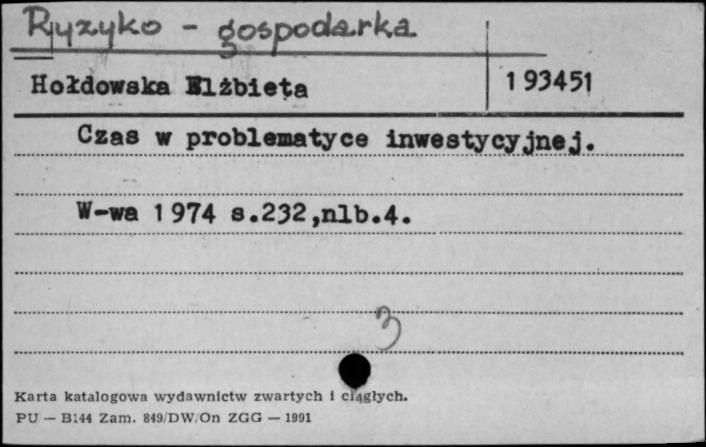 Ryzyko - gospodarka
Hołdowska Elżbieta 193451
Czas w problematyce inwestycyjnej.
W-wa 1974 s.232,nlb.4.
3
Karta katalogowa wydawnictw zwartych i ciągłych.
PU — B144 Zam. 849/DW/On ZGG — 1991